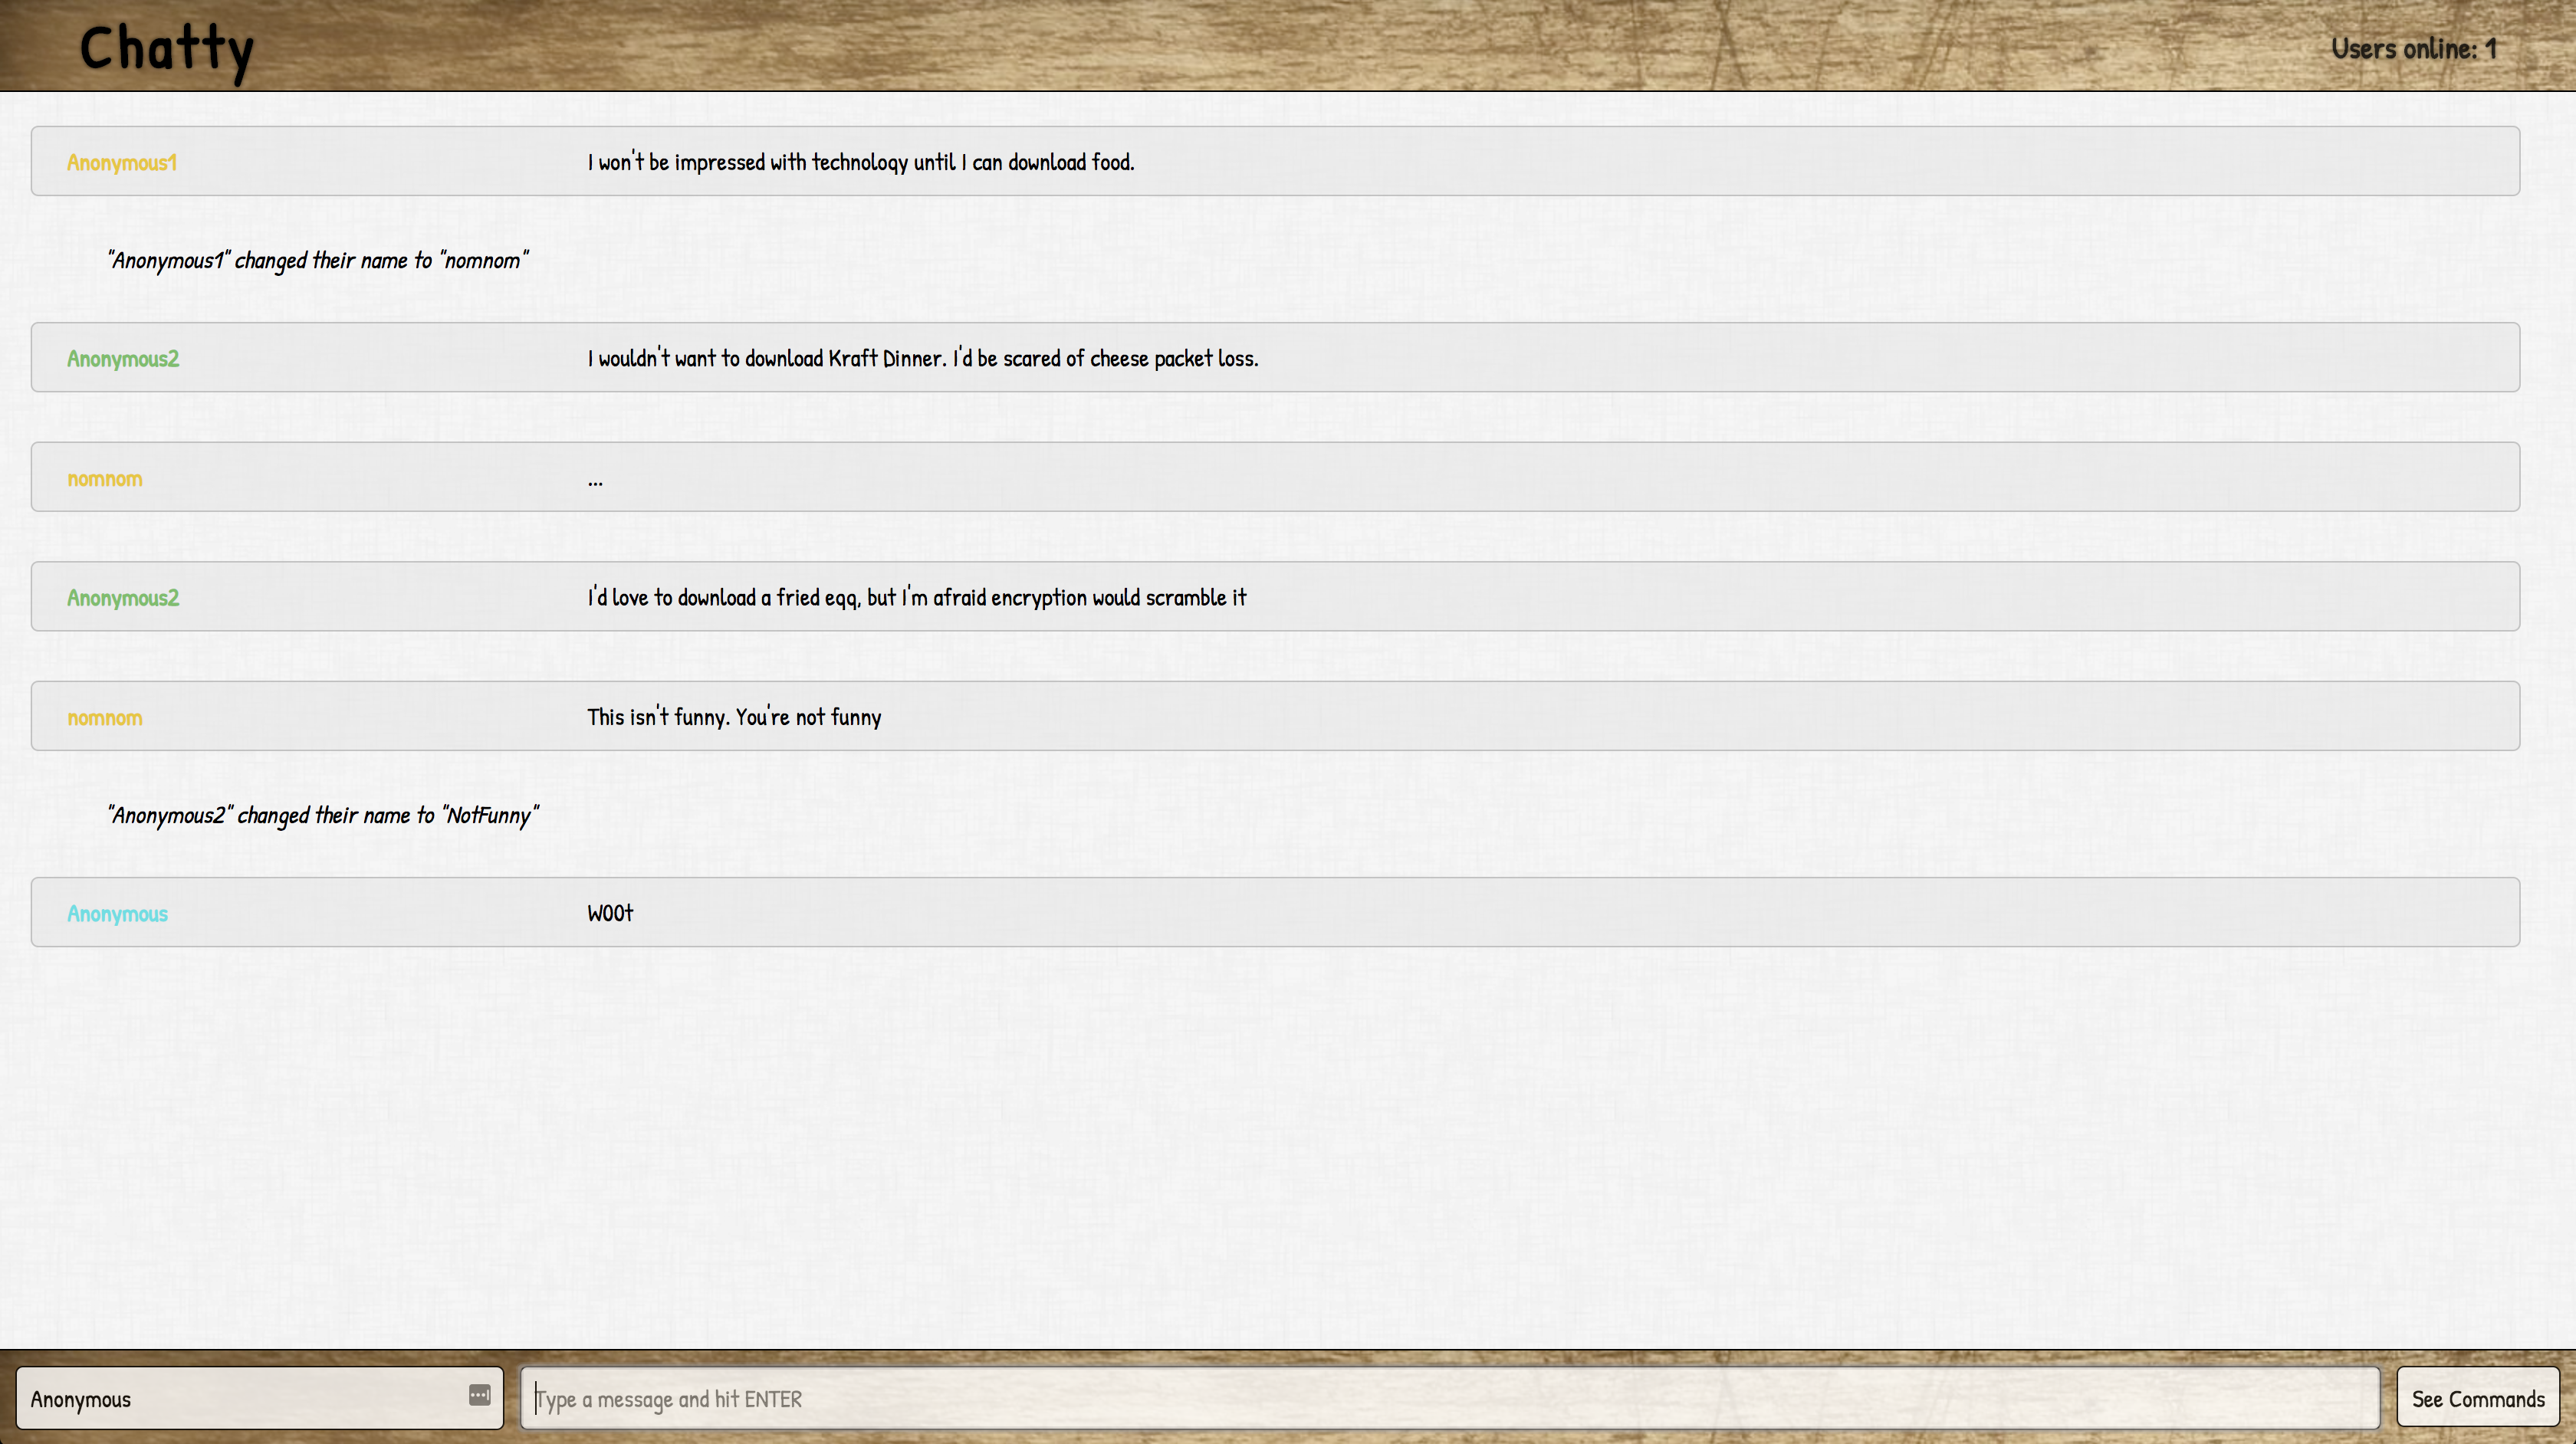 Chatty
Users online: 1
Anonymous1 I won't be impressed with technology until I can download food.
"Anonymous1" changed their name to "nomnom"
Anonymous2 I wouldn't want to download Kraft Dinner. I'd be scared of cheese packet loss.
nomnom ...
Anonymous2 I'd love to download a fried egg, but I'm afraid encryption would scramble it
nomnom This isn't funny. You're not funny
"Anonymous2" changed their name to "NotFunny"
Anonymous W00t
Anonymous
Type a message and hit ENTER
See Commands